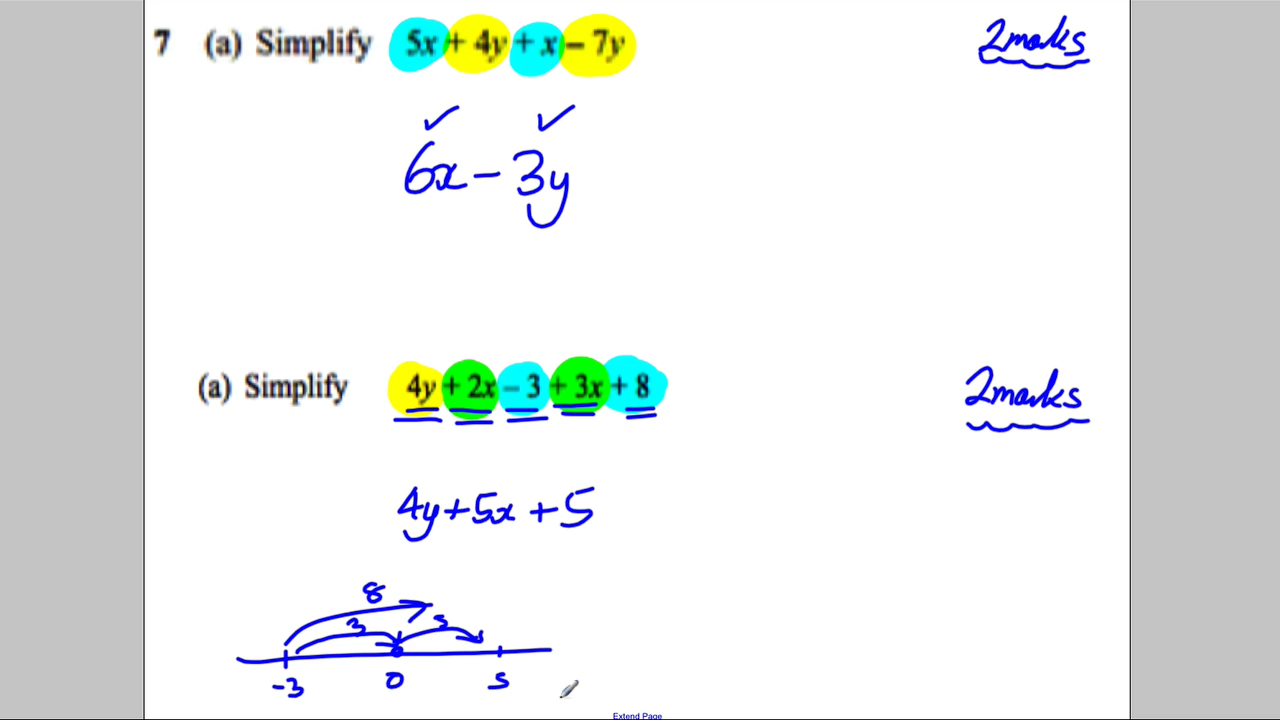 7 (a) Simplify 5x + 4y + x – 7y 2marks
✓ ✓
6x - 3y
(a) Simplify 4y + 2x – 3 + 3x + 8 2marks
4y + 5x + 5
8
3 5
-3 0 5
Extend Page